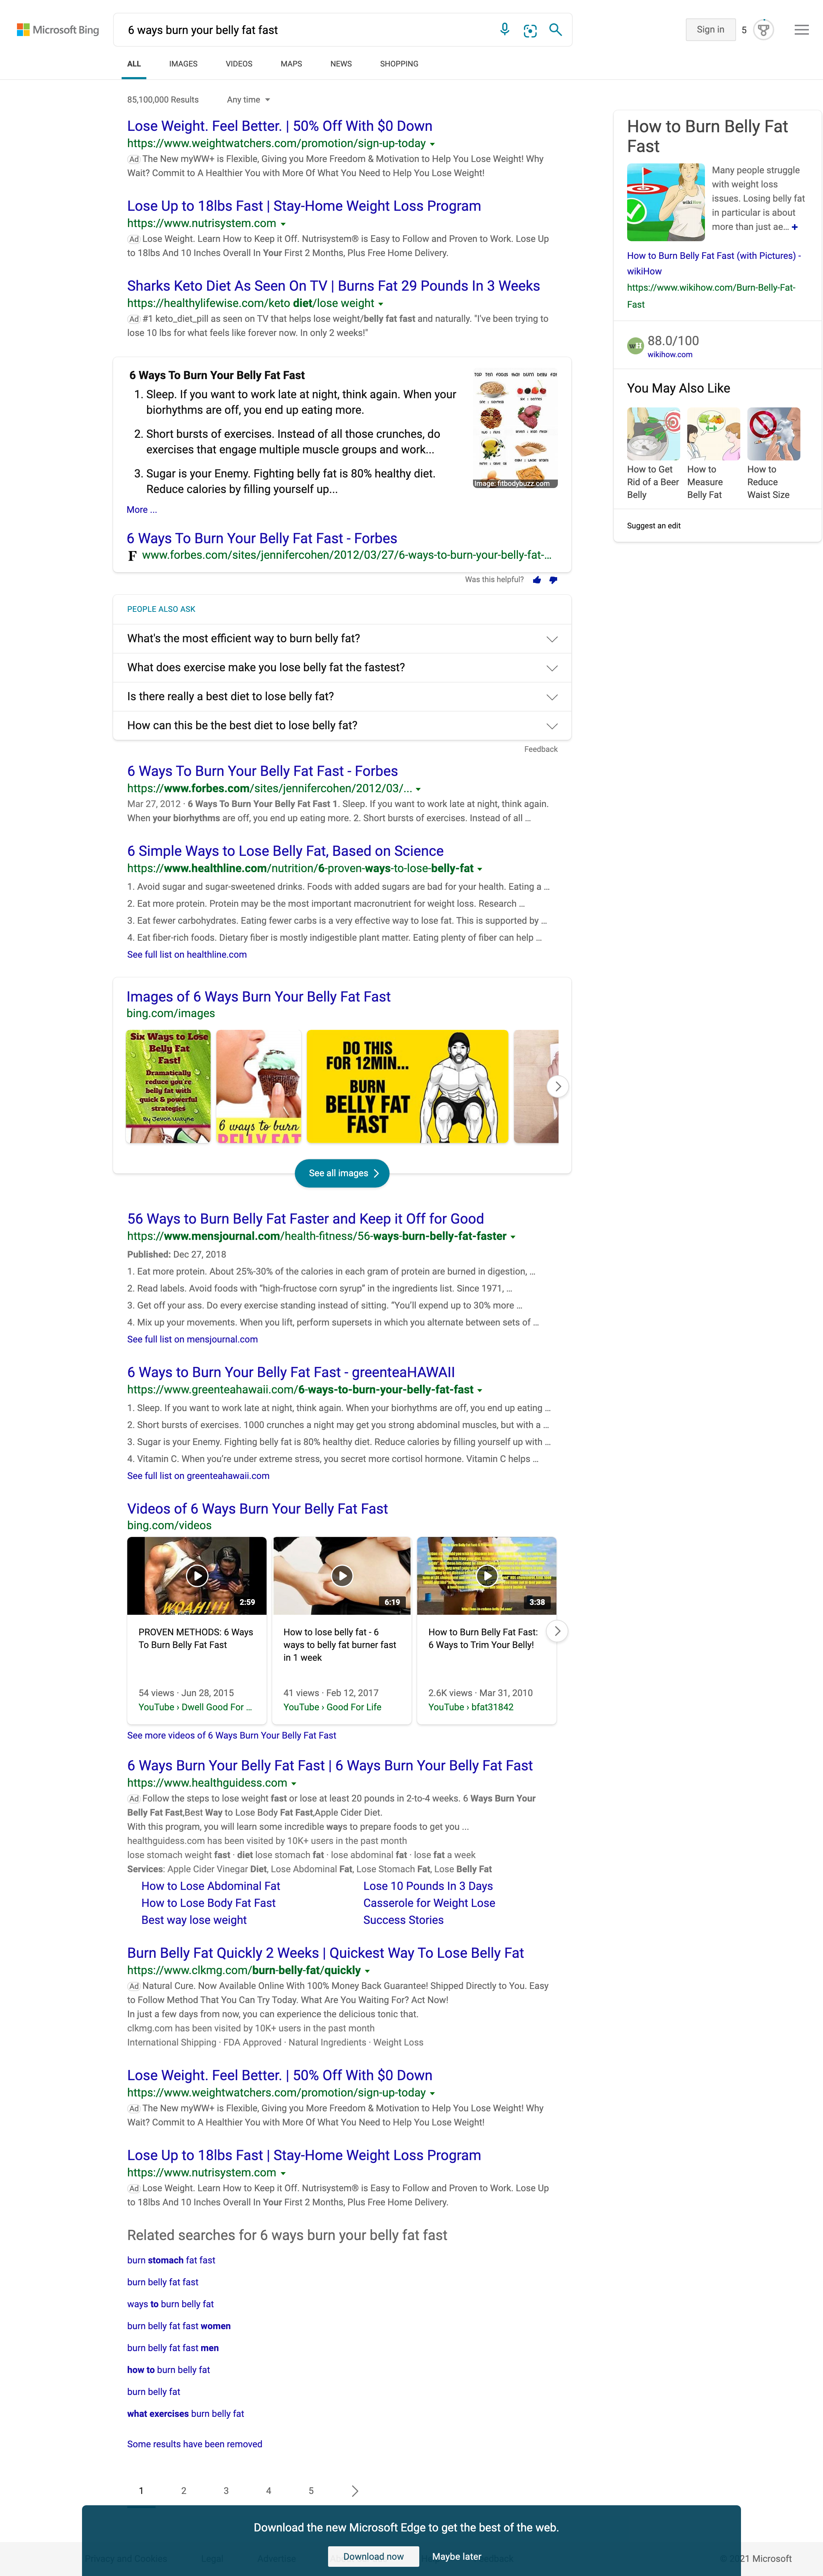 Microsoft Bing
6 ways burn your belly fat fast
Sign in
5
ALL
IMAGES
VIDEOS
MAPS
NEWS
SHOPPING
85,100,000 Results
Any time
Lose Weight. Feel Better. | 50% Off With $0 Down
https://www.weightwatchers.com/promotion/sign-up-today
Ad The New myWW+ is Flexible, Giving you More Freedom & Motivation to Help You Lose Weight! Why
Wait? Commit to A Healthier You with More Of What You Need to Help You Lose Weight!
Lose Up to 18lbs Fast | Stay-Home Weight Loss Program
https://www.nutrisystem.com
Ad Lose Weight. Learn How to Keep it Off. Nutrisystem® is Easy to Follow and Proven to Work. Lose Up
to 18lbs And 10 Inches Overall In Your First 2 Months, Plus Free Home Delivery.
Sharks Keto Diet As Seen On TV | Burns Fat 29 Pounds In 3 Weeks
https://healthylifewise.com/keto diet/lose weight
Ad #1 keto_diet_pill as seen on TV that helps lose weight/belly fat fast and naturally. "I've been trying to
lose 10 lbs for what feels like forever now. In only 2 weeks!"
6 Ways To Burn Your Belly Fat Fast
1. Sleep. If you want to work late at night, think again. When your
biorhythms are off, you end up eating more.
2. Short bursts of exercises. Instead of all those crunches, do
exercises that engage multiple muscle groups and work...
3. Sugar is your Enemy. Fighting belly fat is 80% healthy diet.
Reduce calories by filling yourself up...
TOP TEN FOODS THAT BURN BELLY FAT
Image: fitbodybuzz.com
More ...
6 Ways To Burn Your Belly Fat Fast - Forbes
F www.forbes.com/sites/jennifercohen/2012/03/27/6-ways-to-burn-your-belly-fat-...
Was this helpful?
PEOPLE ALSO ASK
What's the most efficient way to burn belly fat?
What does exercise make you lose belly fat the fastest?
Is there really a best diet to lose belly fat?
How can this be the best diet to lose belly fat?
Feedback
6 Ways To Burn Your Belly Fat Fast - Forbes
https://www.forbes.com/sites/jennifercohen/2012/03/...
Mar 27, 2012 · 6 Ways To Burn Your Belly Fat Fast 1. Sleep. If you want to work late at night, think again.
When your biorhythms are off, you end up eating more. 2. Short bursts of exercises. Instead of all ...
6 Simple Ways to Lose Belly Fat, Based on Science
https://www.healthline.com/nutrition/6-proven-ways-to-lose-belly-fat
1. Avoid sugar and sugar-sweetened drinks. Foods with added sugars are bad for your health. Eating a ...
2. Eat more protein. Protein may be the most important macronutrient for weight loss. Research ...
3. Eat fewer carbohydrates. Eating fewer carbs is a very effective way to lose fat. This is supported by ...
4. Eat fiber-rich foods. Dietary fiber is mostly indigestible plant matter. Eating plenty of fiber can help ...
See full list on healthline.com
Images of 6 Ways Burn Your Belly Fat Fast
bing.com/images
Six Ways to Lose
Belly Fat
Fast!
Dramatically
reduce you're
belly fat with
quick & powerful
strategies
By Jevon Wayne
6 ways to burn
BELLY FAT
DO THIS
FOR 12MIN...
BURN
BELLY FAT
FAST
See all images
56 Ways to Burn Belly Fat Faster and Keep it Off for Good
https://www.mensjournal.com/health-fitness/56-ways-burn-belly-fat-faster
Published: Dec 27, 2018
1. Eat more protein. About 25%-30% of the calories in each gram of protein are burned in digestion, ...
2. Read labels. Avoid foods with “high-fructose corn syrup” in the ingredients list. Since 1971, ...
3. Get off your ass. Do every exercise standing instead of sitting. “You'll expend up to 30% more ...
4. Mix up your movements. When you lift, perform supersets in which you alternate between sets of ...
See full list on mensjournal.com
6 Ways to Burn Your Belly Fat Fast - greenteaHAWAII
https://www.greenteahawaii.com/6-ways-to-burn-your-belly-fat-fast
1. Sleep. If you want to work late at night, think again. When your biorhythms are off, you end up eating ...
2. Short bursts of exercises. 1000 crunches a night may get you strong abdominal muscles, but with a ...
3. Sugar is your Enemy. Fighting belly fat is 80% healthy diet. Reduce calories by filling yourself up with ...
4. Vitamin C. When you're under extreme stress, you secret more cortisol hormone. Vitamin C helps ...
See full list on greenteahawaii.com
Videos of 6 Ways Burn Your Belly Fat Fast
bing.com/videos
WOAH!!!!
2:59
6:19
3:38
PROVEN METHODS: 6 Ways
To Burn Belly Fat Fast
54 views · Jun 28, 2015
YouTube › Dwell Good For ...
How to lose belly fat - 6
ways to belly fat burner fast
in 1 week
41 views · Feb 12, 2017
YouTube › Good For Life
How to Burn Belly Fat Fast:
6 Ways to Trim Your Belly!
2.6K views · Mar 31, 2010
YouTube › bfat31842
See more videos of 6 Ways Burn Your Belly Fat Fast
6 Ways Burn Your Belly Fat Fast | 6 Ways Burn Your Belly Fat Fast
https://www.healthguidess.com
Ad Follow the steps to lose weight fast or lose at least 20 pounds in 2-to-4 weeks. 6 Ways Burn Your
Belly Fat Fast,Best Way to Lose Body Fat Fast,Apple Cider Diet.
With this program, you will learn some incredible ways to prepare foods to get you ...
healthguidess.com has been visited by 10K+ users in the past month
lose stomach weight fast · diet lose stomach fat · lose abdominal fat · lose fat a week
Services: Apple Cider Vinegar Diet, Lose Abdominal Fat, Lose Stomach Fat, Lose Belly Fat
How to Lose Abdominal Fat
Lose 10 Pounds In 3 Days
How to Lose Body Fat Fast
Casserole for Weight Lose
Best way lose weight
Success Stories
Burn Belly Fat Quickly 2 Weeks | Quickest Way To Lose Belly Fat
https://www.clkmg.com/burn-belly-fat/quickly
Ad Natural Cure. Now Available Online With 100% Money Back Guarantee! Shipped Directly to You. Easy
to Follow Method That You Can Try Today. What Are You Waiting For? Act Now!
In just a few days from now, you can experience the delicious tonic that.
clkmg.com has been visited by 10K+ users in the past month
International Shipping · FDA Approved · Natural Ingredients · Weight Loss
Lose Weight. Feel Better. | 50% Off With $0 Down
https://www.weightwatchers.com/promotion/sign-up-today
Ad The New myWW+ is Flexible, Giving you More Freedom & Motivation to Help You Lose Weight! Why
Wait? Commit to A Healthier You with More Of What You Need to Help You Lose Weight!
Lose Up to 18lbs Fast | Stay-Home Weight Loss Program
https://www.nutrisystem.com
Ad Lose Weight. Learn How to Keep it Off. Nutrisystem® is Easy to Follow and Proven to Work. Lose Up
to 18lbs And 10 Inches Overall In Your First 2 Months, Plus Free Home Delivery.
Related searches for 6 ways burn your belly fat fast
burn stomach fat fast
burn belly fat fast
ways to burn belly fat
burn belly fat fast women
burn belly fat fast men
how to burn belly fat
burn belly fat
what exercises burn belly fat
Some results have been removed
1
2
3
4
5
How to Burn Belly Fat
Fast
wikiHow
Many people struggle
with weight loss
issues. Losing belly fat
in particular is about
more than just ae... +
How to Burn Belly Fat Fast (with Pictures) -
wikiHow
https://www.wikihow.com/Burn-Belly-Fat-
Fast
wH 88.0/100
wikihow.com
You May Also Like
How to Get
Rid of a Beer
Belly
How to
Measure
Belly Fat
How to
Reduce
Waist Size
Suggest an edit
Download the new Microsoft Edge to get the best of the web.
Download now
Maybe later
21 Microsoft